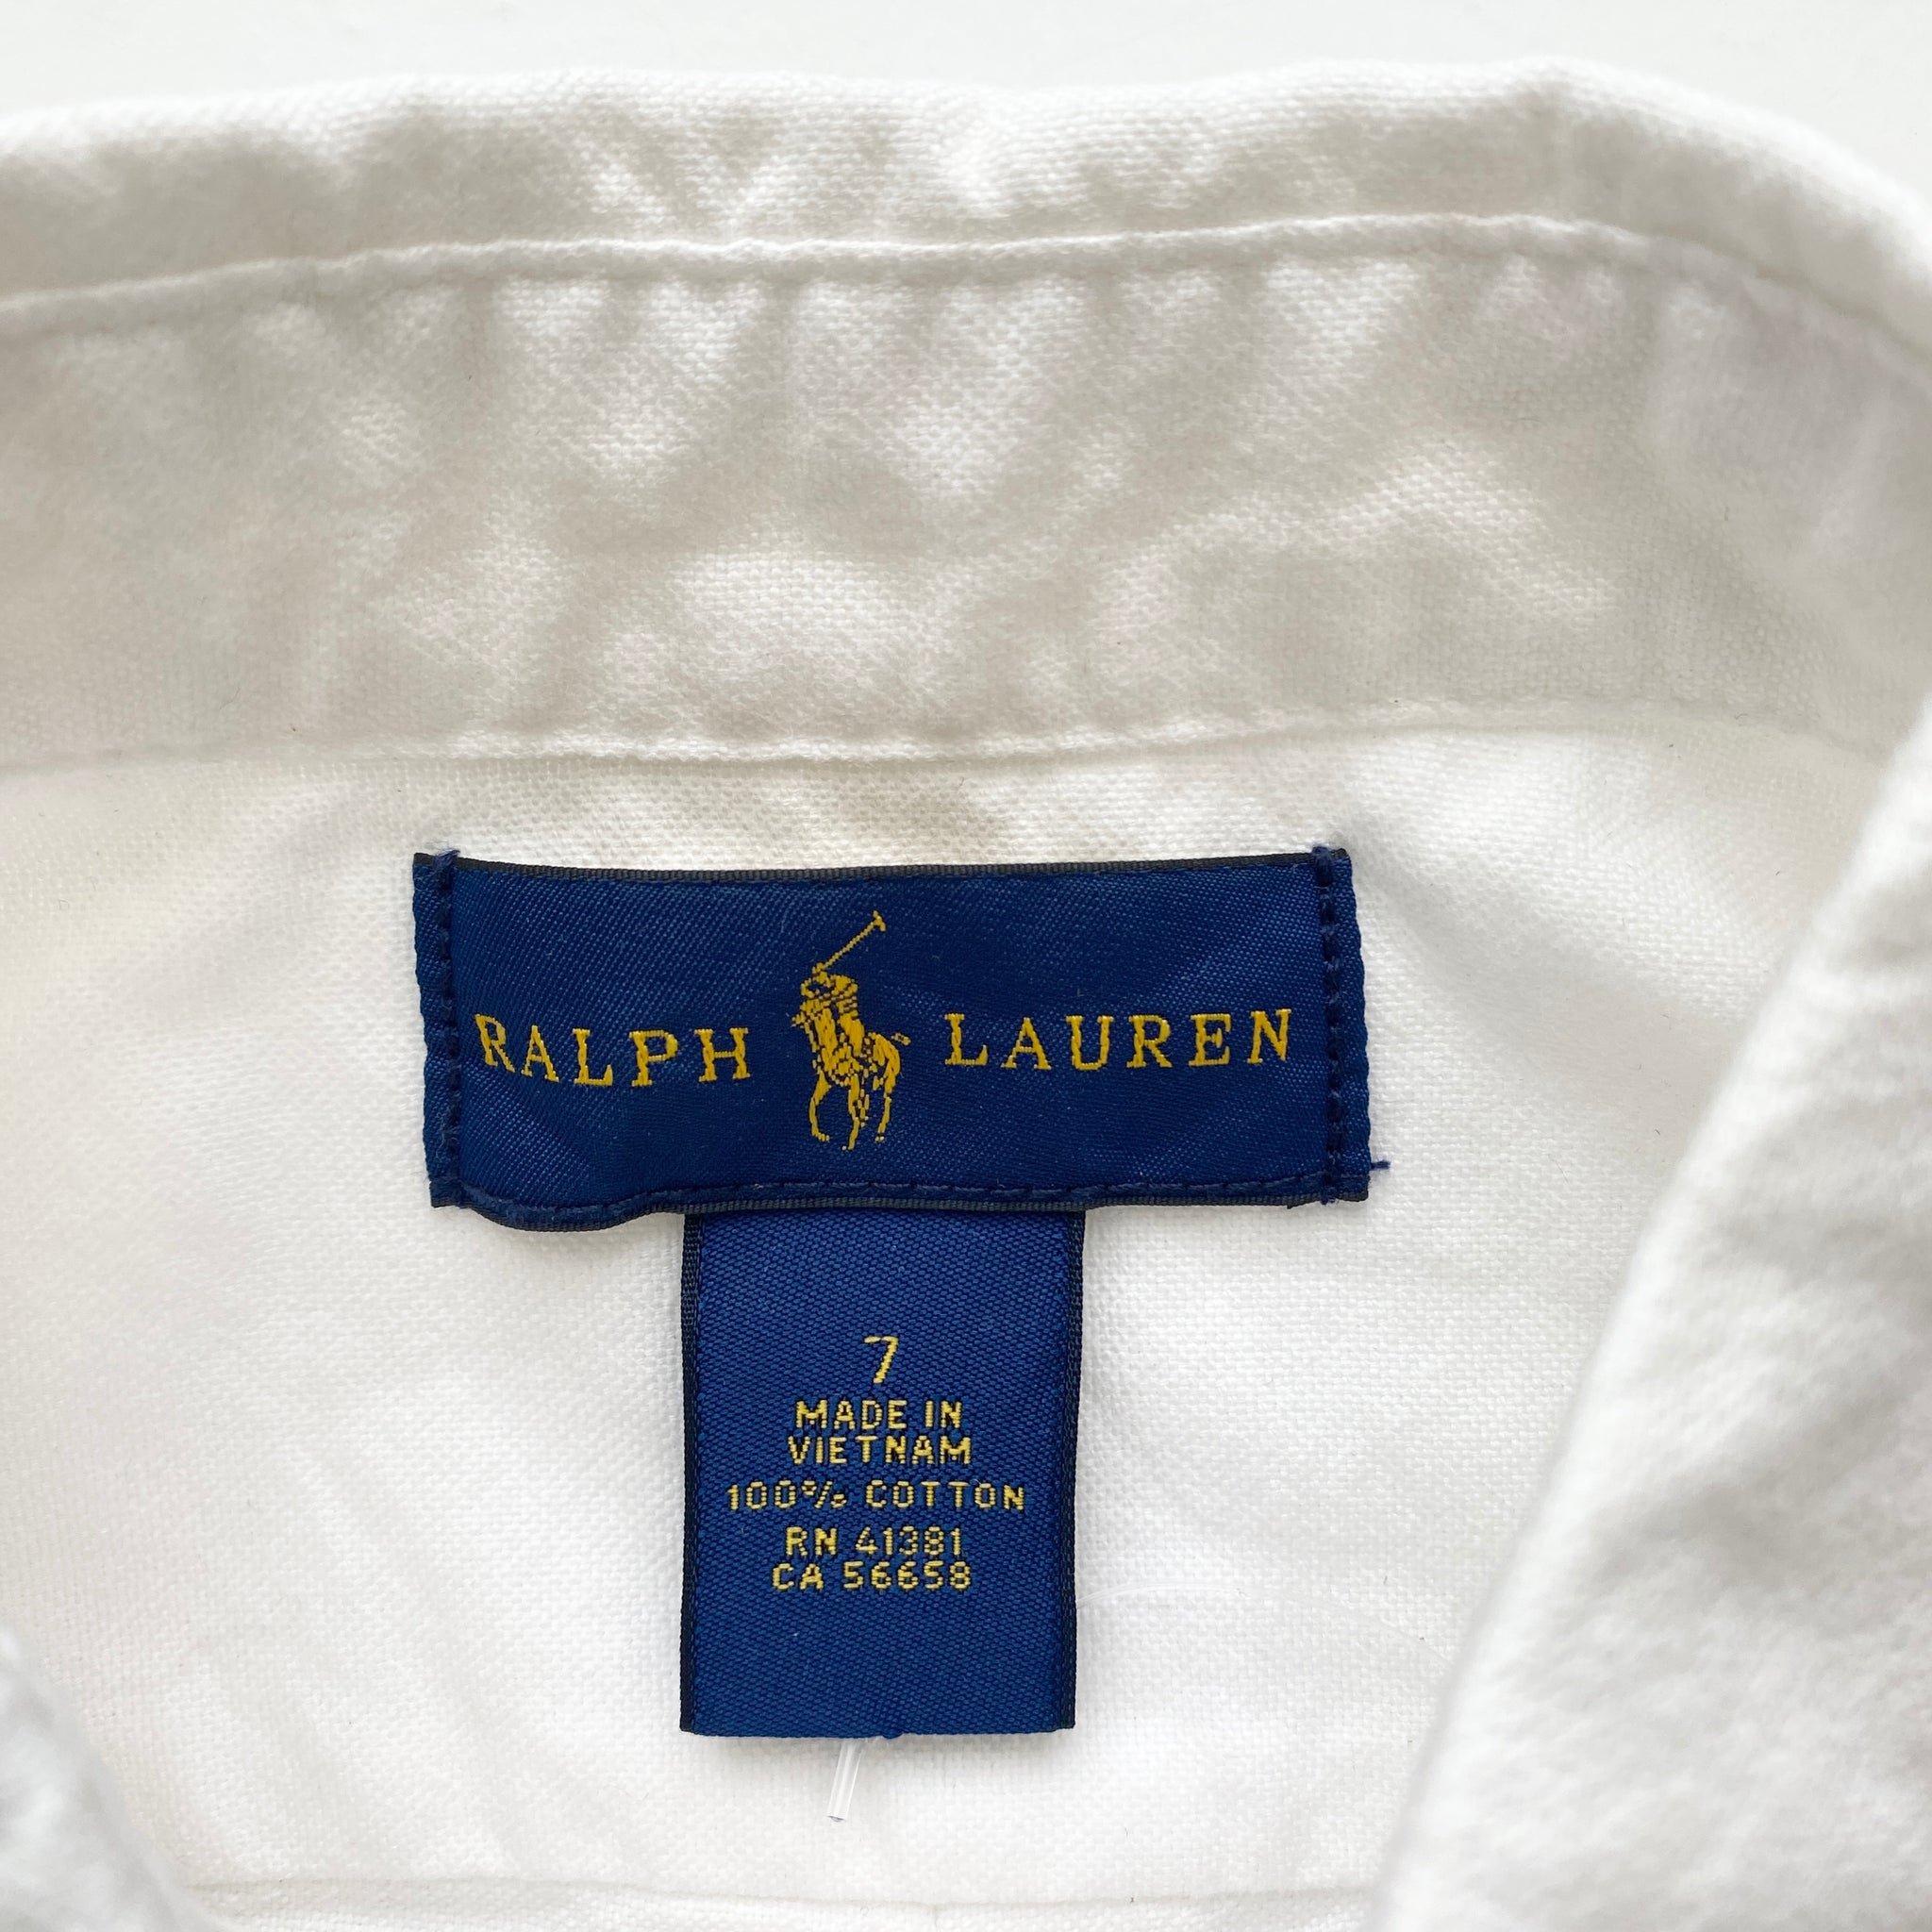 RALPH LAUREN
7
MADE IN
VIETNAM
100% COTTON
RN 41381
CA 56658